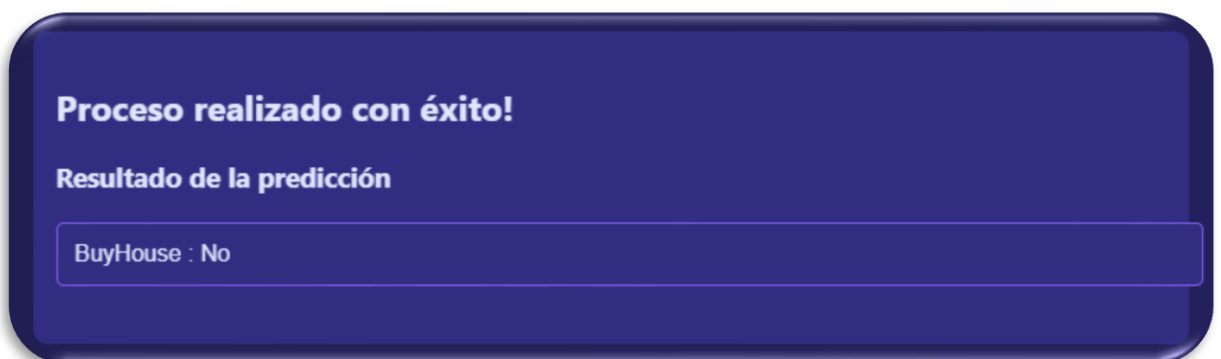 Proceso realizado con éxito!
Resultado de la predicción
BuyHouse : No